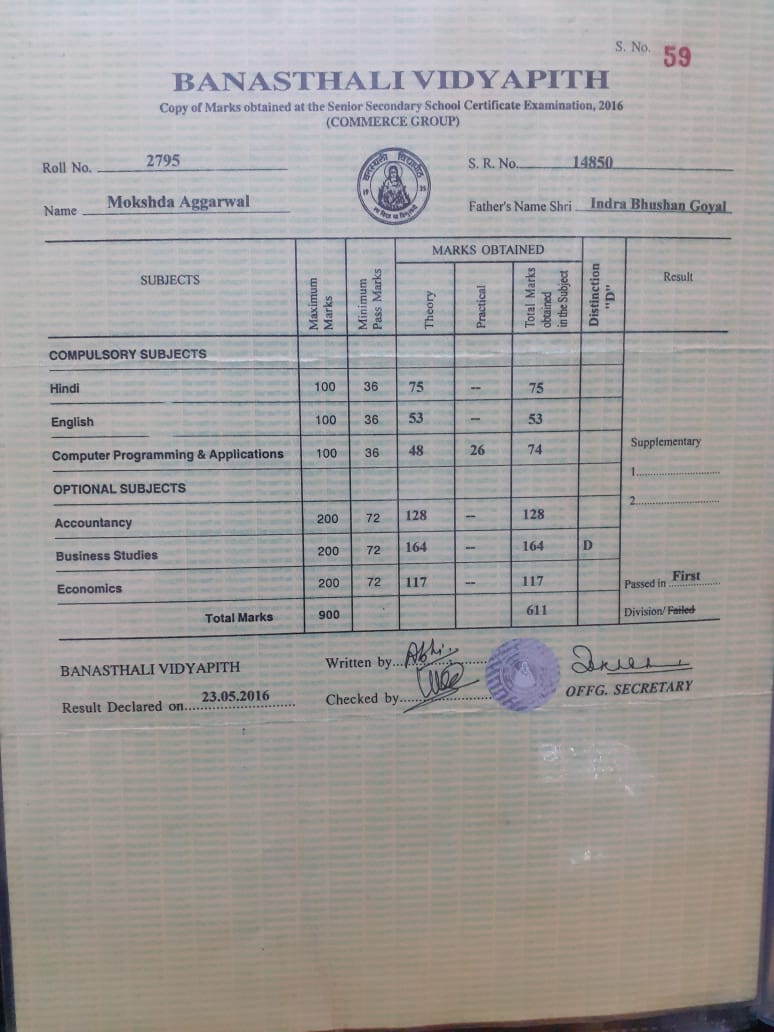 S. No. 59
BANASTHALI VIDYAPITH
Copy of Marks obtained at the Senior Secondary School Certificate Examination, 2016
(COMMERCE GROUP)
Roll No. 2795 S. R. No. 14850
Name Mokshda Aggarwal Father's Name Shri Indra Bhushan Goyal
SUBJECTS Maximum Marks Minimum Pass Marks MARKS OBTAINED Theory Practical Total Marks obtained in the Subject Distinction "D" Result
COMPULSORY SUBJECTS
Hindi 100 36 75 -- 75
English 100 36 53 -- 53
Computer Programming & Applications 100 36 48 26 74
Supplementary
1..........................
2..........................
OPTIONAL SUBJECTS
Accountancy 200 72 128 -- 128
Business Studies 200 72 164 -- 164 D
Economics 200 72 117 -- 117
Passed in First
Total Marks 900 611
Division/Failed
BANASTHALI VIDYAPITH Written by...
Result Declared on 23.05.2016 Checked by...
OFFG. SECRETARY